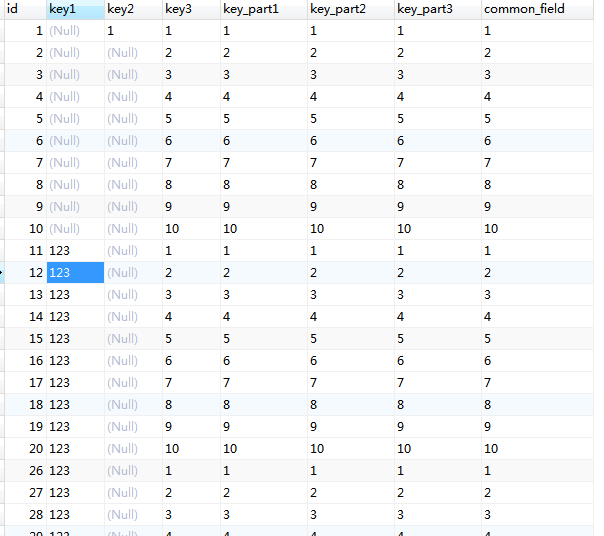 id key1 key2 key3 key_part1 key_part2 key_part3 common_field
1 (Null) 1 1 1 1 1 1
2 (Null) (Null) 2 2 2 2 2
3 (Null) (Null) 3 3 3 3 3
4 (Null) (Null) 4 4 4 4 4
5 (Null) (Null) 5 5 5 5 5
6 (Null) (Null) 6 6 6 6 6
7 (Null) (Null) 7 7 7 7 7
8 (Null) (Null) 8 8 8 8 8
9 (Null) (Null) 9 9 9 9 9
10 (Null) (Null) 10 10 10 10 10
11 123 (Null) 1 1 1 1 1
12 123 (Null) 2 2 2 2 2
13 123 (Null) 3 3 3 3 3
14 123 (Null) 4 4 4 4 4
15 123 (Null) 5 5 5 5 5
16 123 (Null) 6 6 6 6 6
17 123 (Null) 7 7 7 7 7
18 123 (Null) 8 8 8 8 8
19 123 (Null) 9 9 9 9 9
20 123 (Null) 10 10 10 10 10
26 123 (Null) 1 1 1 1 1
27 123 (Null) 2 2 2 2 2
28 123 (Null) 3 3 3 3 3
29 123 (Null) 4 4 4 4 4